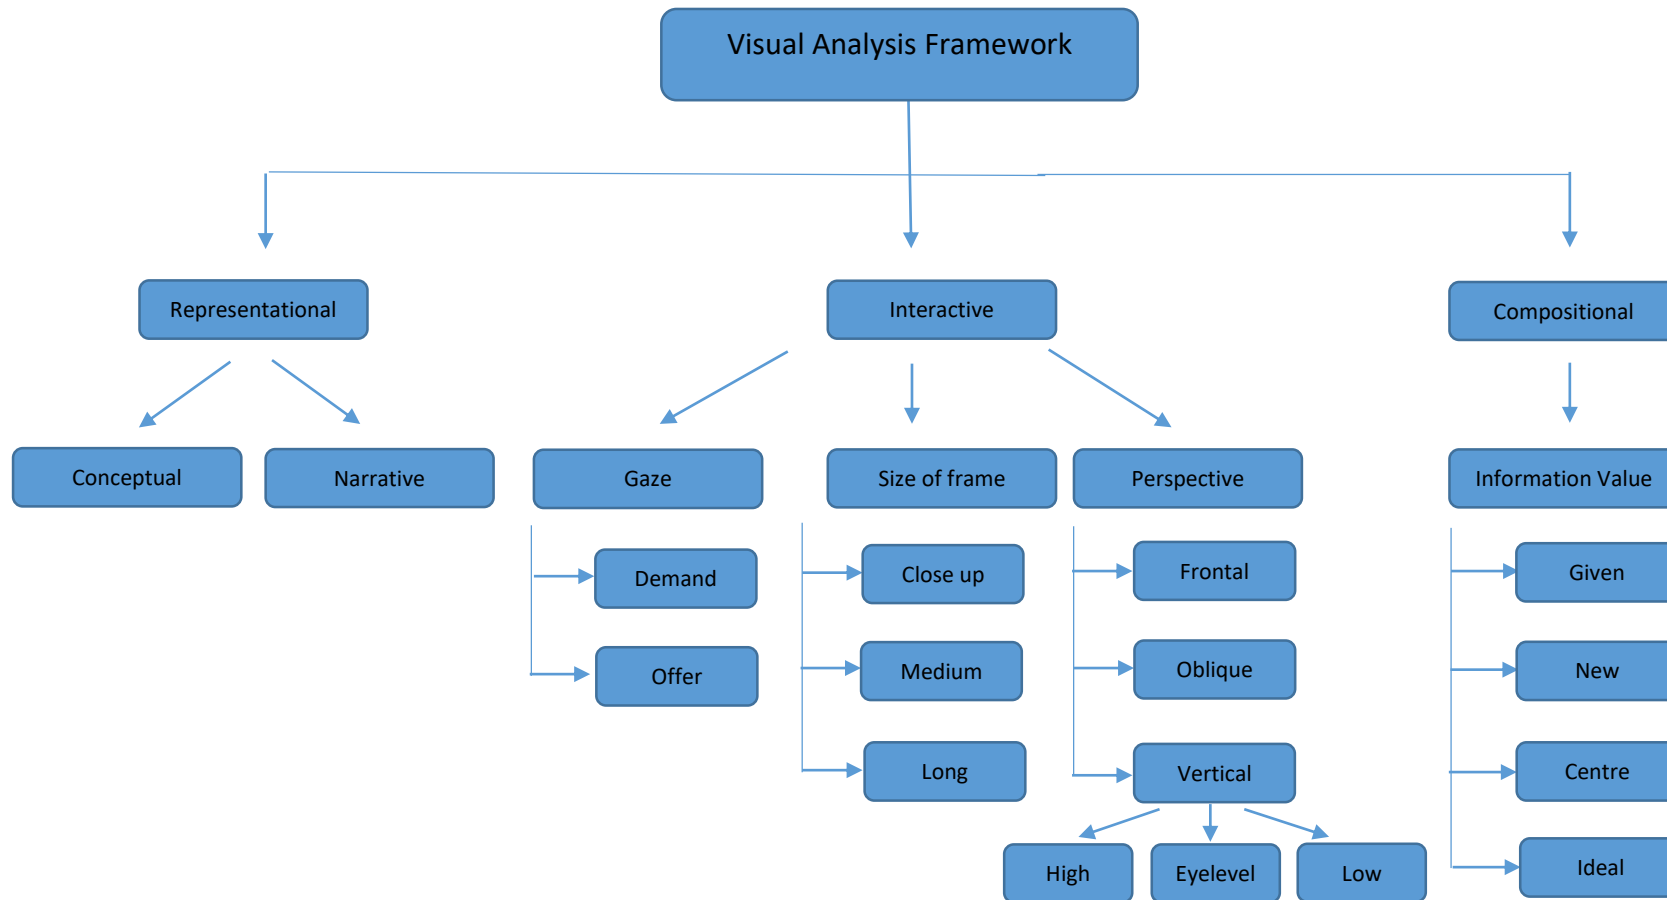 Visual Analysis Framework
Representational
Interactive
Compositional
Conceptual
Narrative
Gaze
Size of frame
Perspective
Information Value
Demand
Close up
Frontal
Given
Offer
Medium
Oblique
New
Long
Vertical
Centre
High
Eyelevel
Low
Ideal